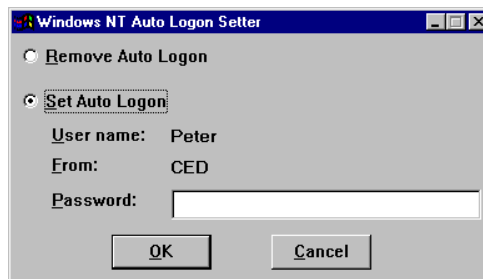 Windows NT Auto Logon Setter
Remove Auto Logon
Set Auto Logon
User name: Peter
From: CED
Password:
OK Cancel